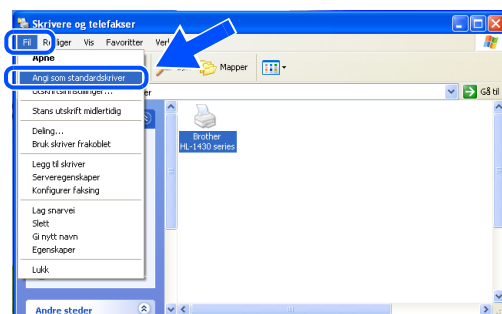 Skrivere og telefakser
Fil Rediger Vis Favoritter
Mapper
Gå til
Åpne
Angi som standardskriver
Utskriftsinnstillinger...
Stans utskrift midlertidig
Deling...
Bruk skriver frakoblet
Legg til skriver
Serveregenskaper
Konfigurer faksing
Lag snarvei
Slett
Gi nytt navn
Egenskaper
Lukk
Brother
HL-1430 series
Andre steder